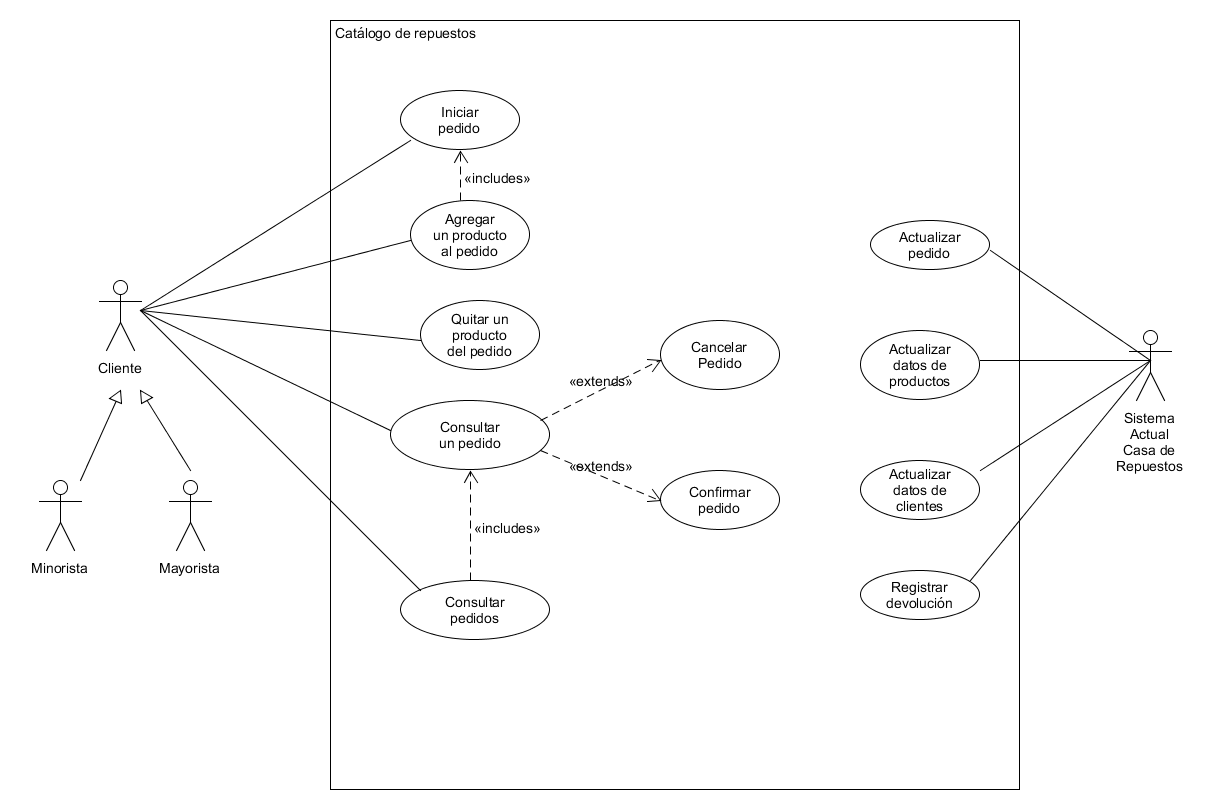 Catálogo de repuestos
Iniciar
pedido
«includes»
Agregar
un producto
al pedido
Quitar un
producto
del pedido
Cliente
Minorista
Mayorista
Consultar
un pedido
«extends»
Cancelar
Pedido
«extends»
Confirmar
pedido
«includes»
Consultar
pedidos
Actualizar
pedido
Actualizar
datos de
productos
Actualizar
datos de
clientes
Registrar
devolución
Sistema
Actual
Casa de
Repuestos